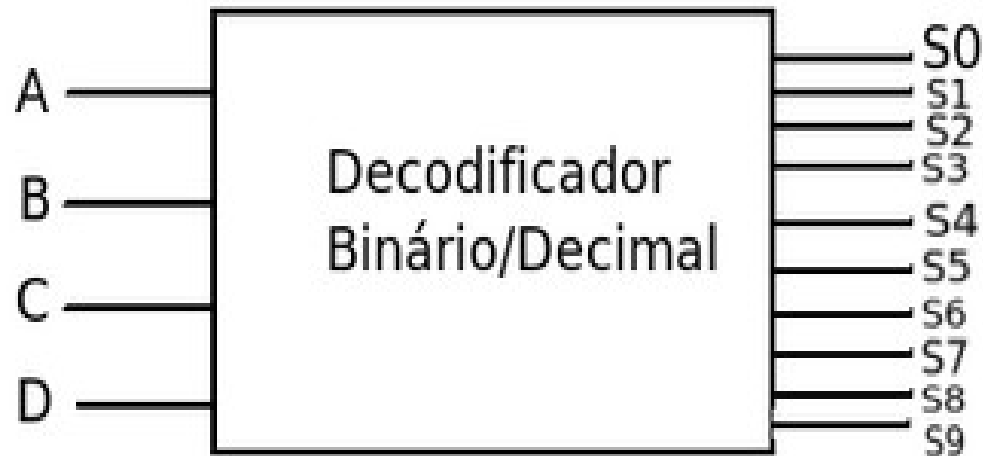 A
B
C
D
Decodificador
Binário/Decimal
S0
S1
S2
S3
S4
S5
S6
S7
S8
S9